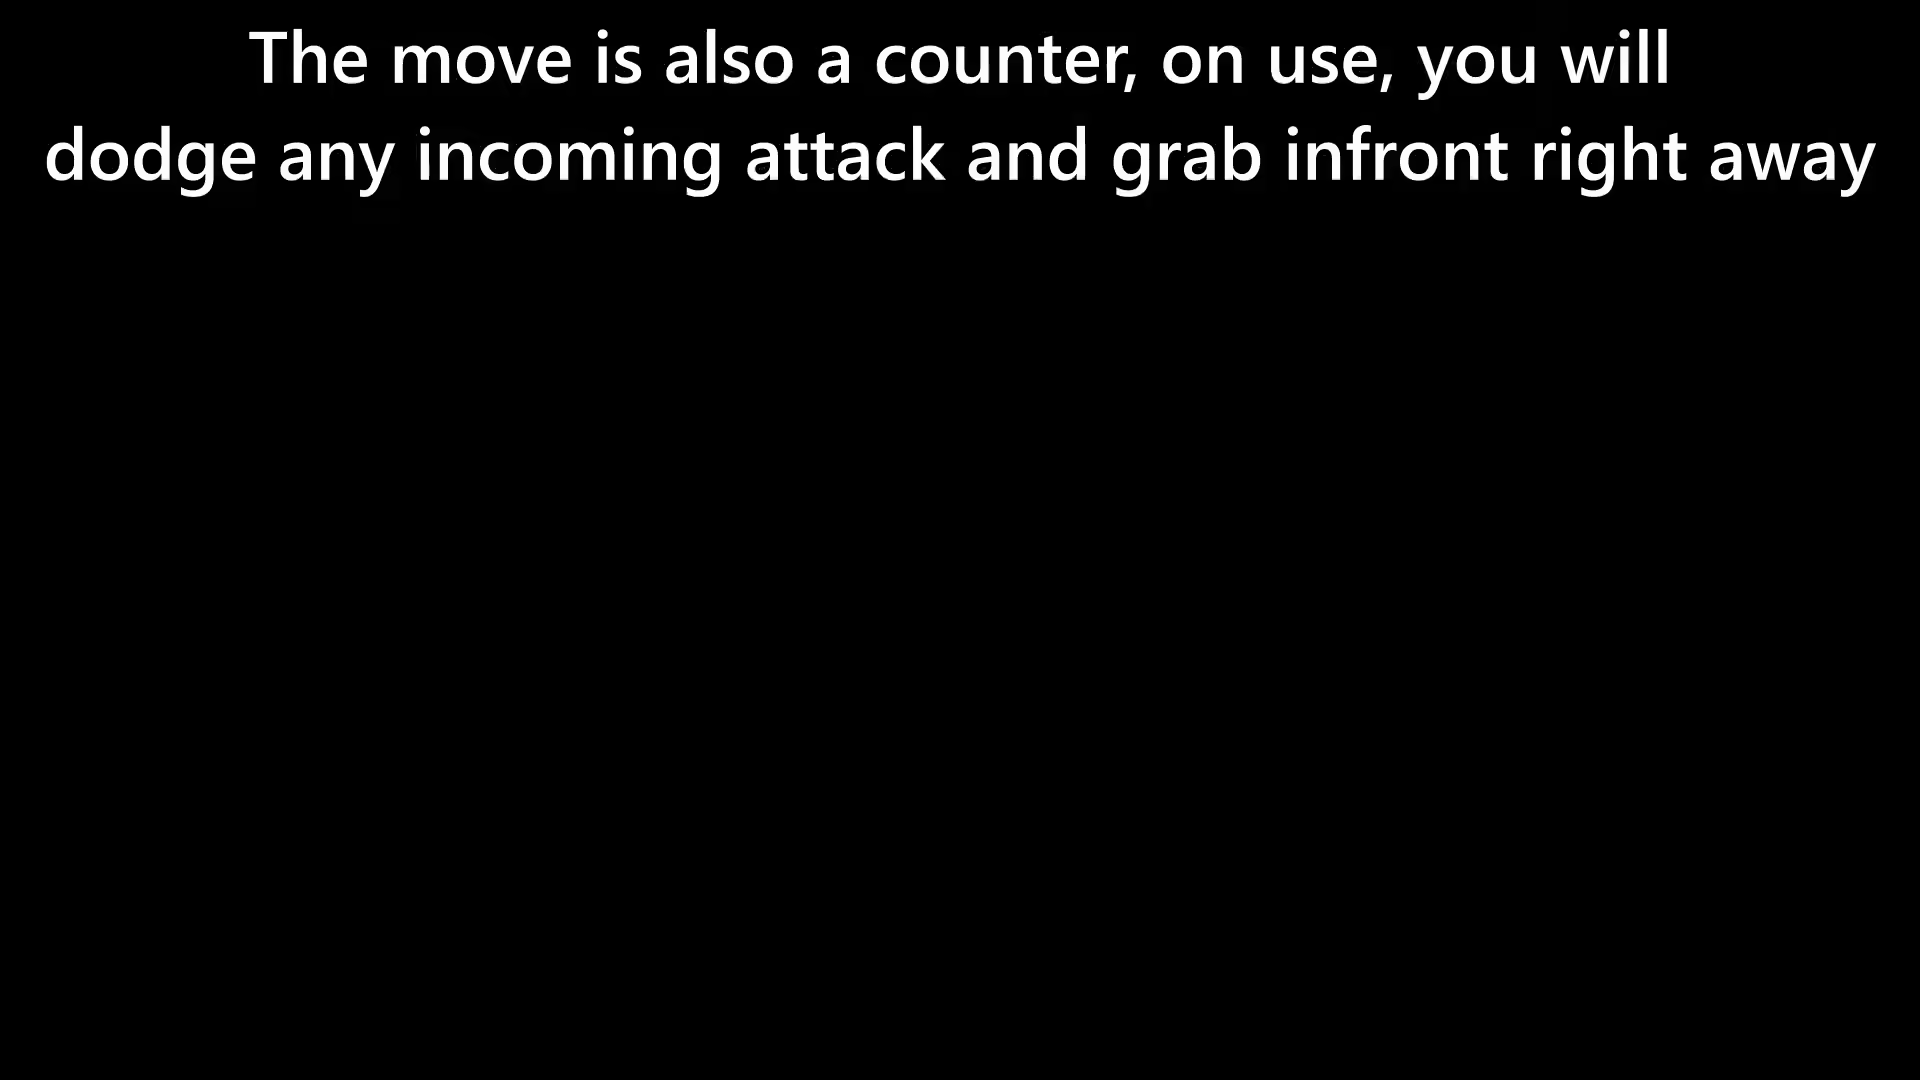 The move is also a counter, on use, you will
dodge any incoming attack and grab infront right away